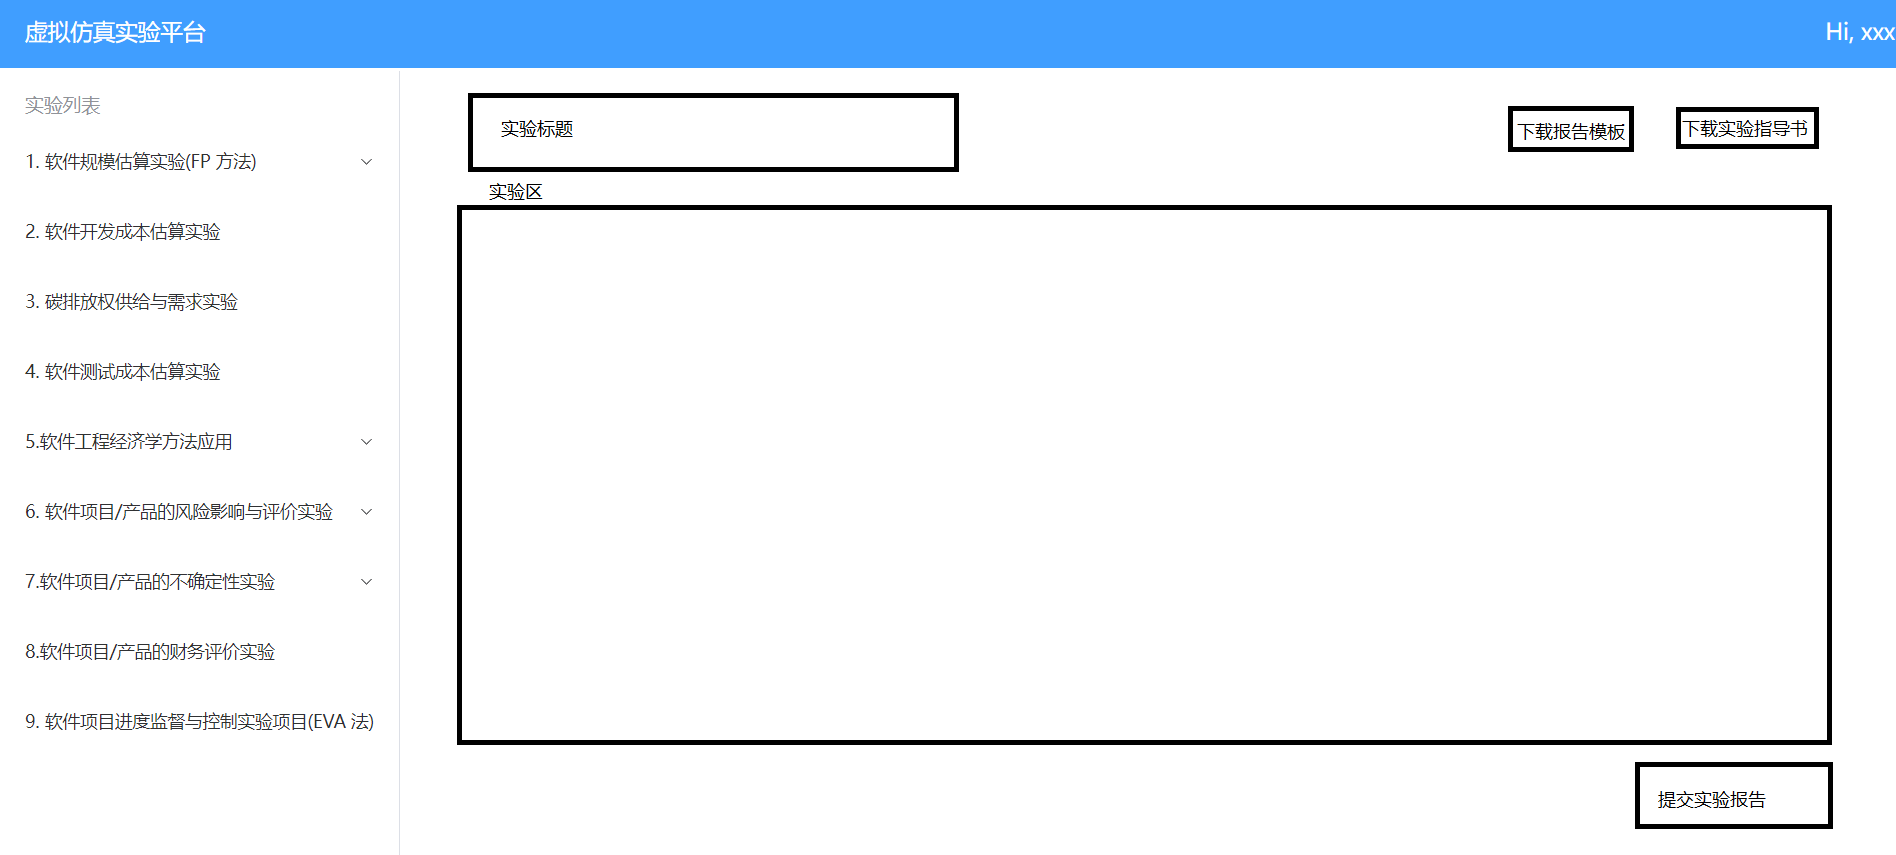 虚拟仿真实验平台
Hi, xxx
实验列表
1. 软件规模估算实验(FP 方法)
2. 软件开发成本估算实验
3. 碳排放权供给与需求实验
4. 软件测试成本估算实验
5.软件工程经济学方法应用
6. 软件项目/产品的风险影响与评价实验
7.软件项目/产品的不确定性实验
8.软件项目/产品的财务评价实验
9. 软件项目进度监督与控制实验项目(EVA 法)
实验标题
下载报告模板
下载实验指导书
实验区
提交实验报告